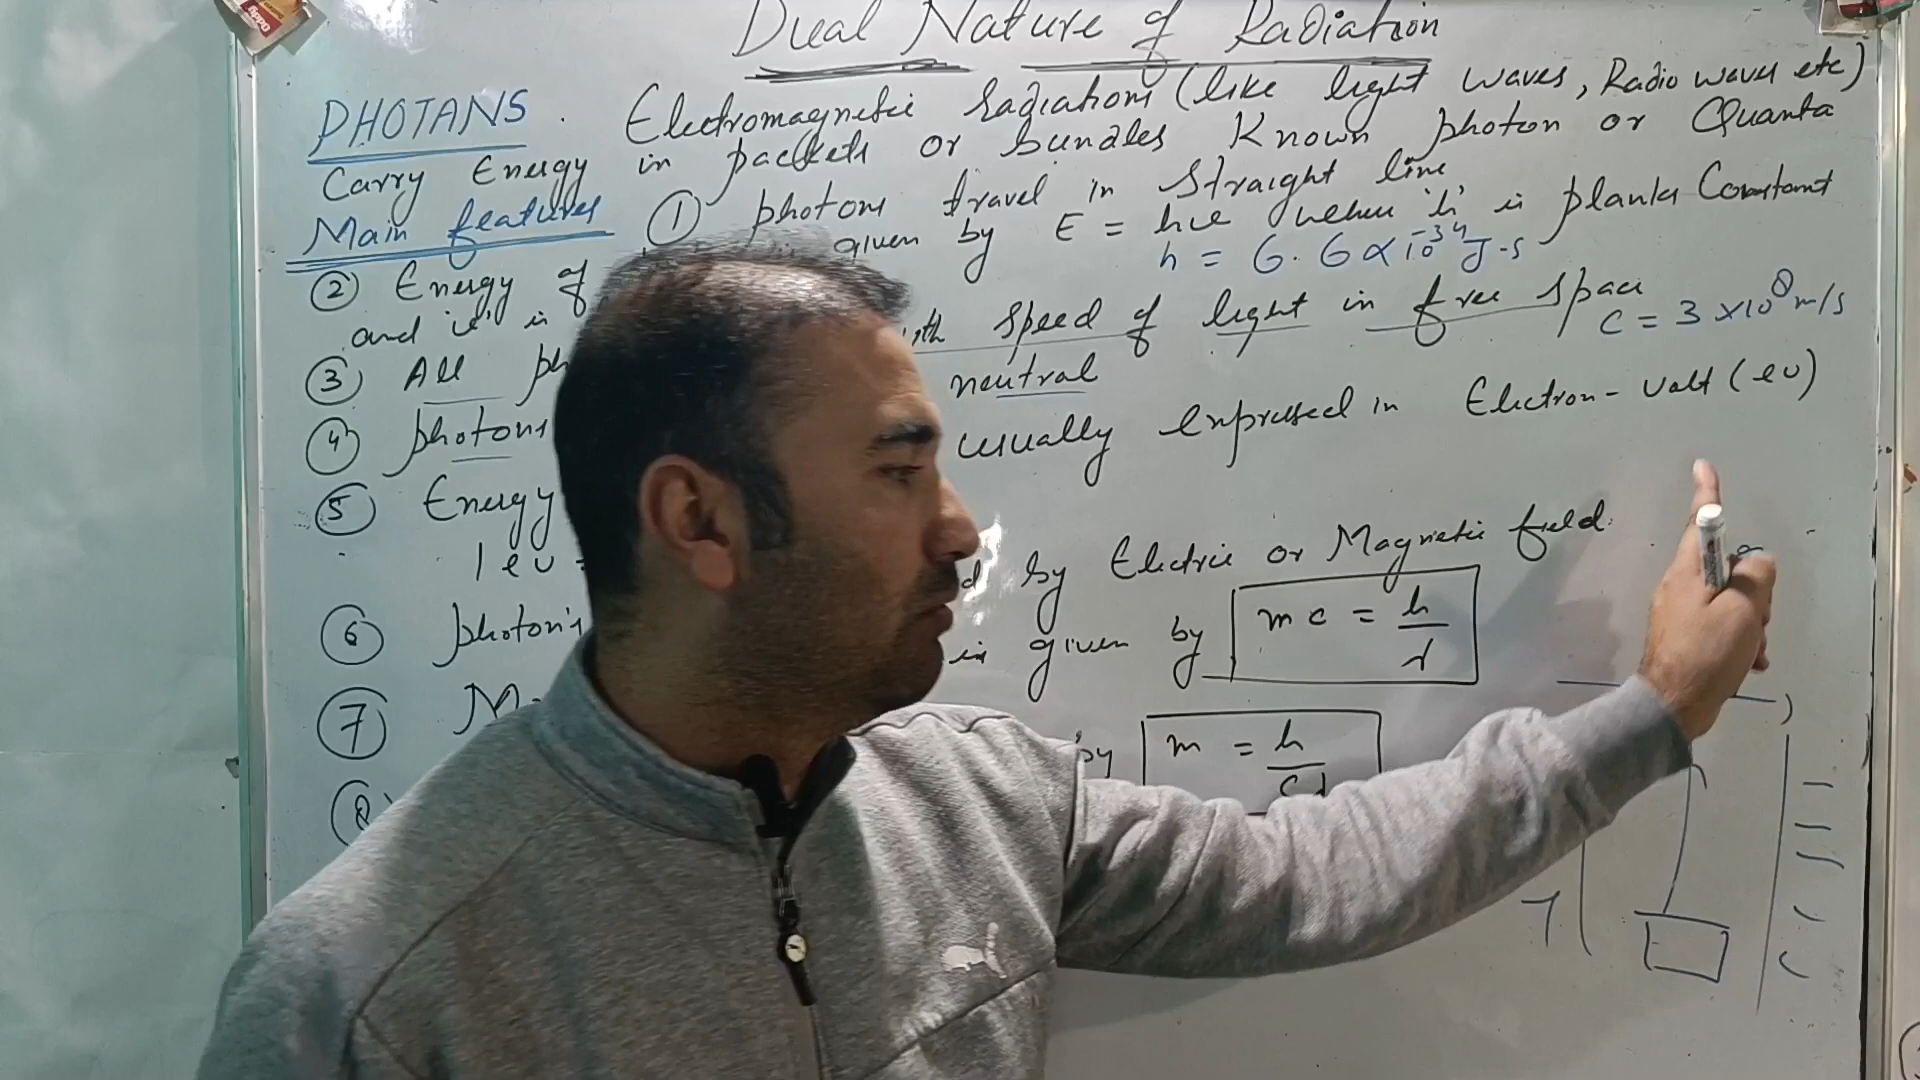 Dual Nature of Radiation
PHOTANS. Electromagnetic Radiations (like light waves, Radio waves etc)
Carry Energy in packets or bundles Known photon or Quanta
Main features ① photons travel in straight line
② Energy of given by E = hν where 'h' is planks Constant
and 'ν' is h = 6.6 × 10⁻³⁴ J-s
③ All ph with speed of light in free space
C = 3 × 10⁸ m/s
④ photons neutral
⑤ Energy usually expressed in Electron-Valt (ev)
1 ev =
⑥ photon's d by Electric or Magnetic field.
⑦ M is given by mc = h/λ
⑧ by m = h/Cλ